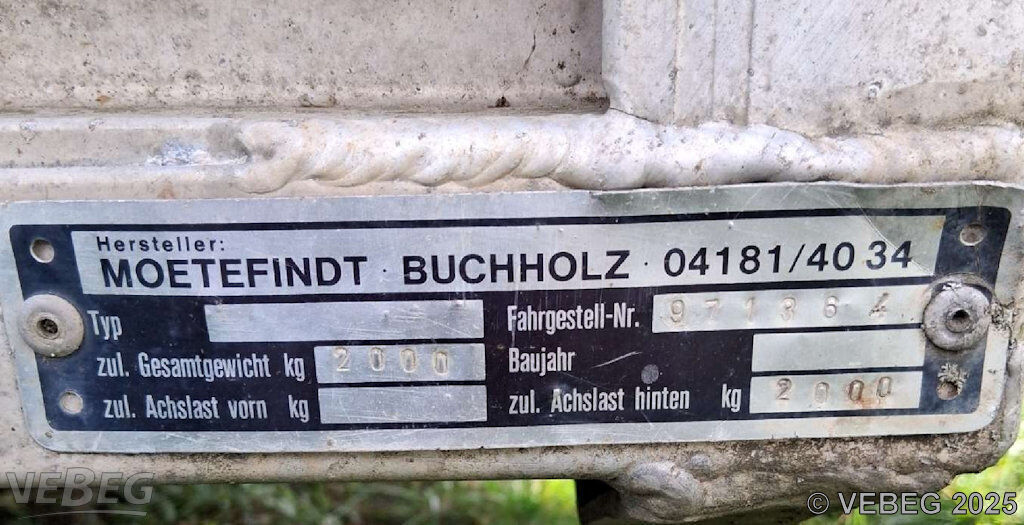 Hersteller:
MOETEFINDT · BUCHHOLZ · 04181/40 34
Typ
Fahrgestell-Nr. 971364
zul. Gesamtgewicht kg 2000
Baujahr
zul. Achslast vorn kg
zul. Achslast hinten kg 2000
VEBEG
© VEBEG 2025